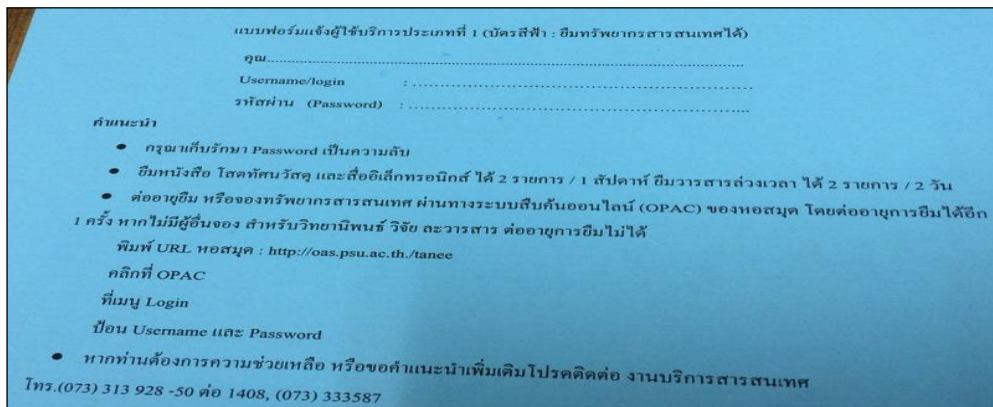 แบบฟอร์มแจ้งผู้ใช้บริการประเภทที่ 1 (บัตรสีฟ้า : ยืมทรัพยากรสารสนเทศได้)
คุณ....................................................................................................
Username/login : ....................................................................
รหัสผ่าน (Password) : ....................................................................
คำแนะนำ
• กรุณาเก็บรักษา Password เป็นความลับ
• ยืมหนังสือ โสตทัศนวัสดุ และสื่ออิเล็กทรอนิกส์ ได้ 2 รายการ / 1 สัปดาห์ ยืมวารสารล่วงเวลา ได้ 2 รายการ / 2 วัน
• ต่ออายุยืม หรือจองทรัพยากรสารสนเทศ ผ่านทางระบบสืบค้นออนไลน์ (OPAC) ของหอสมุด โดยต่ออายุการยืมได้อีก
1 ครั้ง หากไม่มีผู้อื่นจอง สำหรับวิทยานิพนธ์ วิจัย ละวารสาร ต่ออายุการยืมไม่ได้
พิมพ์ URL หอสมุด : http://oas.psu.ac.th./tanee
คลิกที่ OPAC
ที่เมนู Login
ป้อน Username และ Password
• หากท่านต้องการความช่วยเหลือ หรือขอคำแนะนำเพิ่มเติมโปรดติดต่อ งานบริการสารสนเทศ
โทร.(073) 313 928 -50 ต่อ 1408, (073) 333587